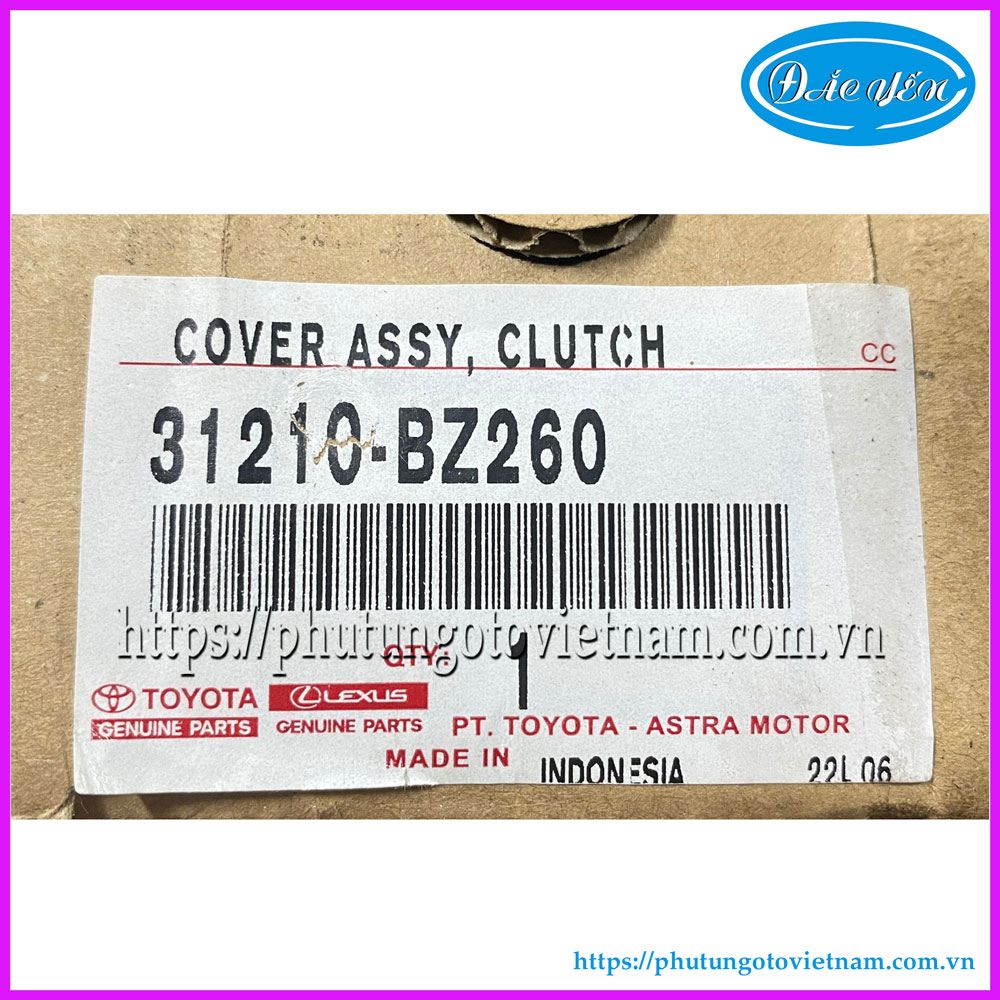 ĐẮC YẾN
COVER ASSY, CLUTCH
CC
31210-BZ260
https://phutungotovietnam.com.vn
QTY: 1
TOYOTA LEXUS
GENUINE PARTS GENUINE PARTS PT. TOYOTA - ASTRA MOTOR
MADE IN INDONESIA 22L 06
https://phutungotovietnam.com.vn